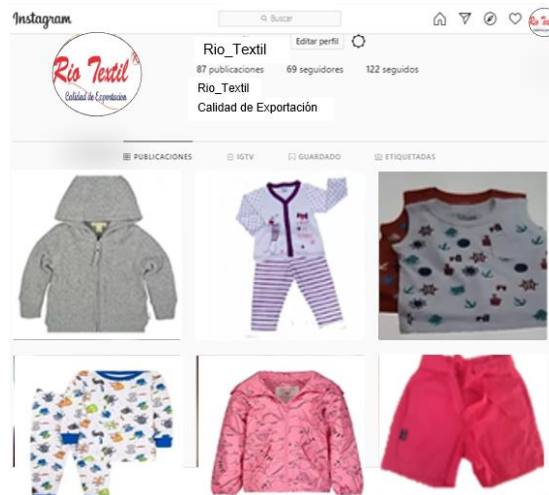 Instagram
Buscar
Rio_Textil
Editar perfil
87 publicaciones 69 seguidores 122 seguidos
Rio_Textil
Calidad de Exportación
Rio Textil®
Calidad de Exportacion
PUBLICACIONES IGTV GUARDADO ETIQUETADAS